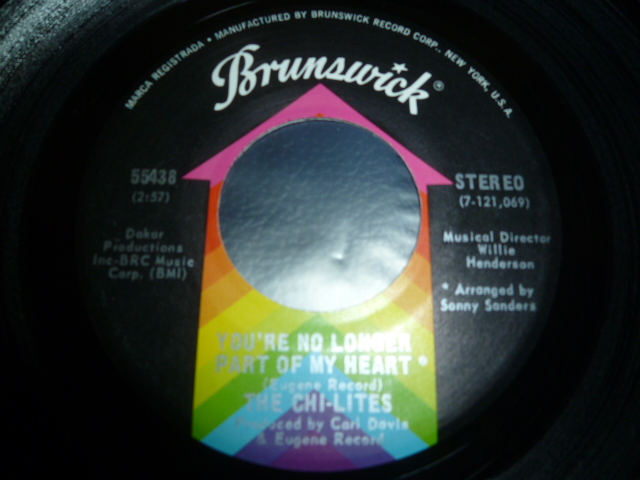 MARCA REGISTRADA • MANUFACTURED BY BRUNSWICK RECORD CORP., NEW YORK, U.S.A.
Brunswick®
55438
(2:57)
STEREO
(7-121,069)
Dakar
Productions
Inc-BRC Music
Corp. (BMI)
Musical Director
Willie
Henderson
* Arranged by
Sonny Sanders
YOU'RE NO LONGER
PART OF MY HEART *
(Eugene Record)
THE CHI-LITES
Produced by Carl Davis
& Eugene Record